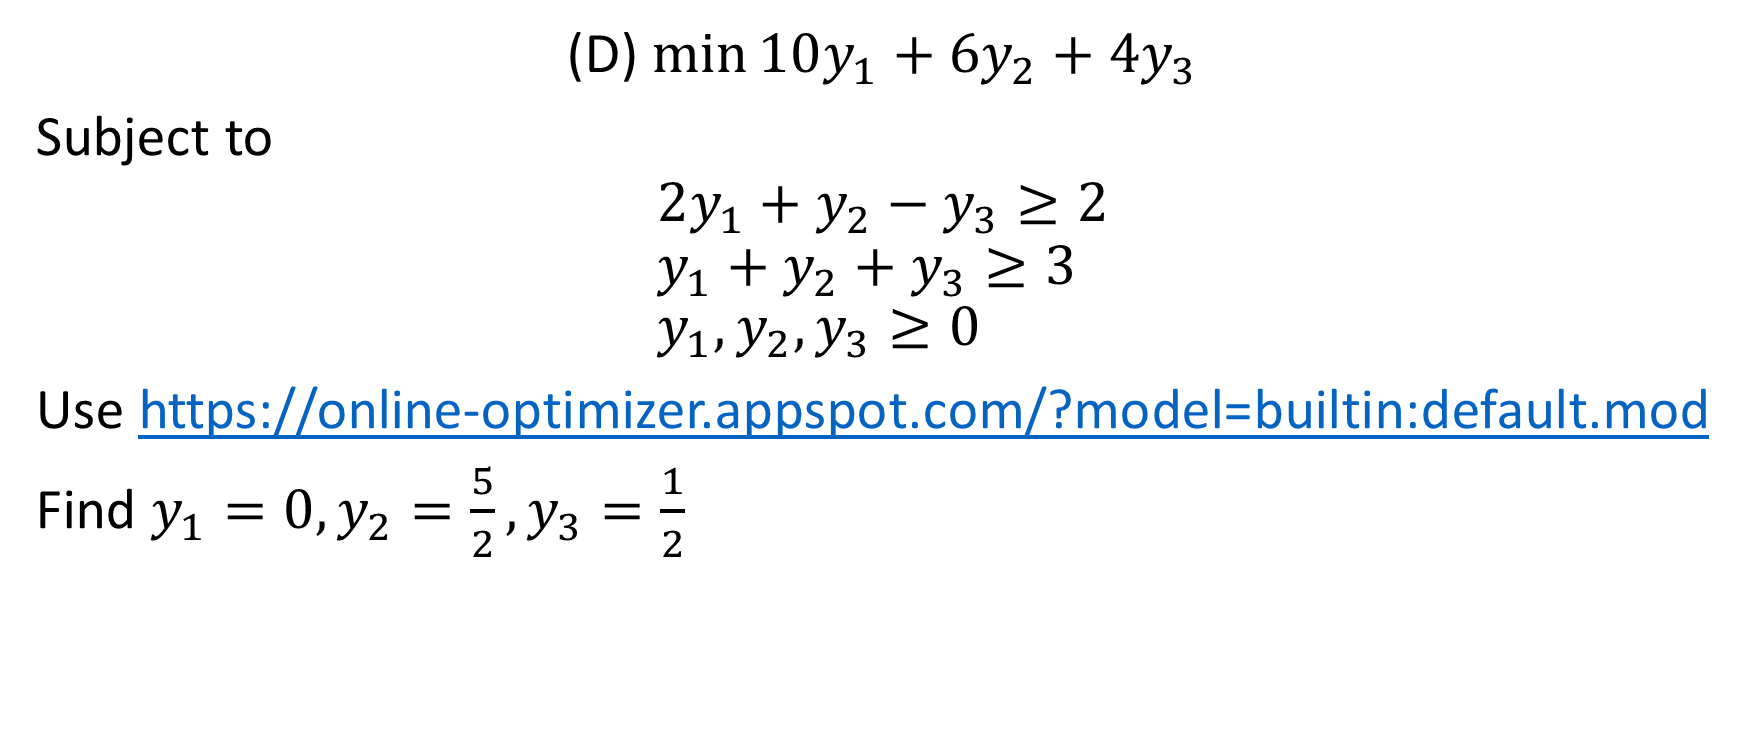 (D) min 10y₁ + 6y₂ + 4y₃
Subject to
2y₁ + y₂ − y₃ ≥ 2
y₁ + y₂ + y₃ ≥ 3
y₁, y₂, y₃ ≥ 0
Use https://online-optimizer.appspot.com/?model=builtin:default.mod
Find y₁ = 0, y₂ = 5/2, y₃ = 1/2